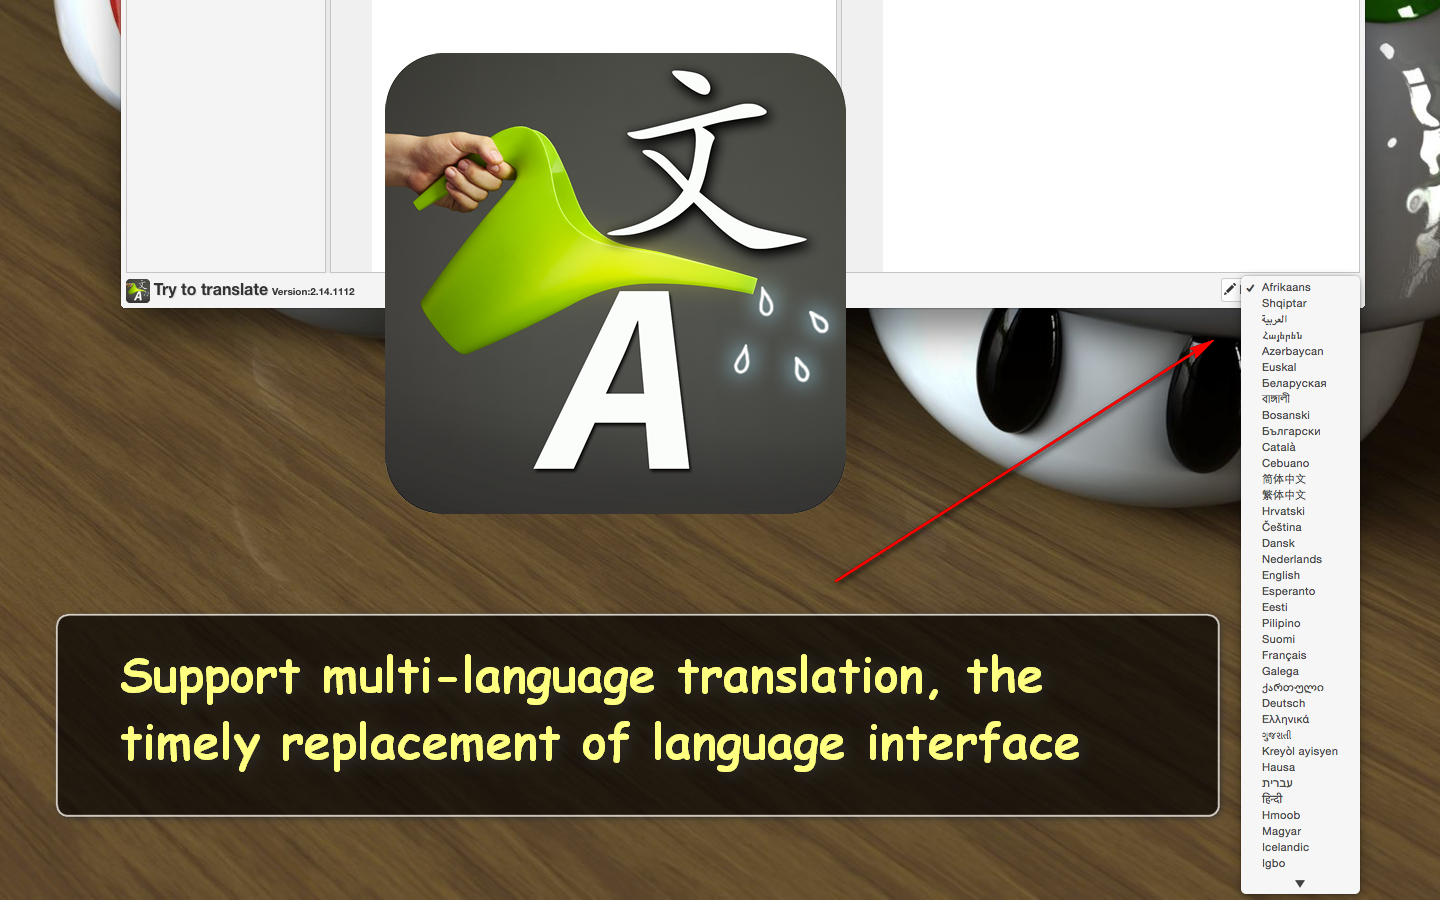 文
A
Try to translate Version:2.14.1112
Support multi-language translation, the
timely replacement of language interface
✓ Afrikaans
Shqiptar
العربية
Հայերեն
Azərbaycan
Euskal
Беларуская
বাঙ্গালী
Bosanski
Български
Català
Cebuano
简体中文
繁体中文
Hrvatski
Čeština
Dansk
Nederlands
English
Esperanto
Eesti
Pilipino
Suomi
Français
Galega
ქართული
Deutsch
Ελληνικά
ગુજરાતી
Kreyòl ayisyen
Hausa
עברית
हिन्दी
Hmoob
Magyar
Icelandic
Igbo